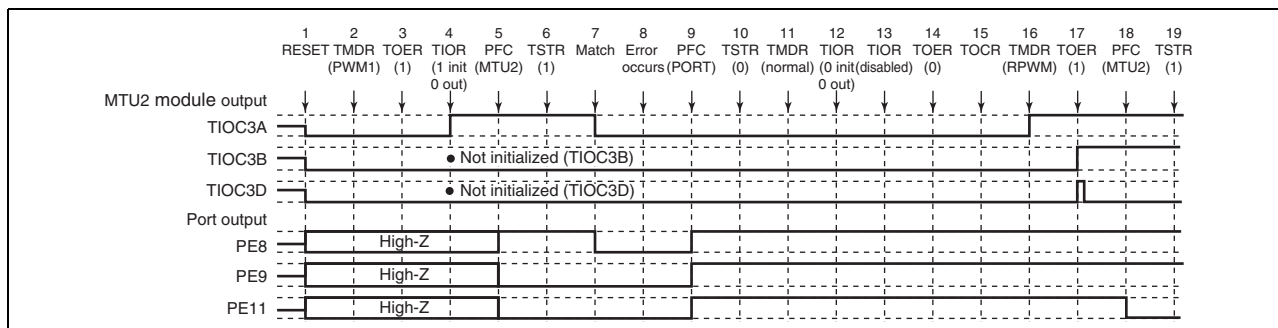 1 2 3 4 5 6 7 8 9 10 11 12 13 14 15 16 17 18 19
RESET TMDR TOER TIOR PFC TSTR Match Error PFC TSTR TMDR TIOR TIOR TOER TOCR TMDR TOER PFC TSTR
(PWM1) (1) (1 init (MTU2) (1) occurs (PORT) (0) (normal) (0 init (disabled) (0) (RPWM) (1) (MTU2) (1)
0 out) 0 out)
MTU2 module output
TIOC3A
TIOC3B • Not initialized (TIOC3B)
TIOC3D • Not initialized (TIOC3D)
Port output
PE8 High-Z
PE9 High-Z
PE11 High-Z